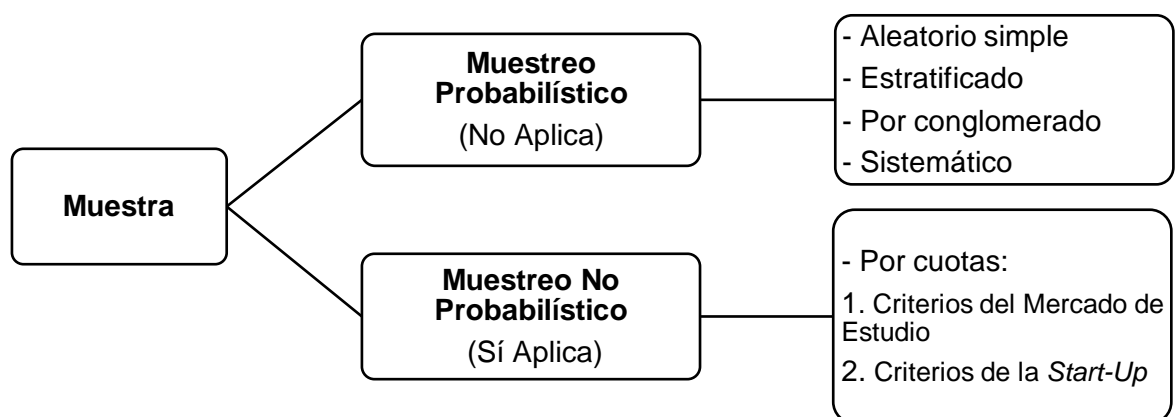 Muestra
Muestreo
Probabilístico
(No Aplica)
- Aleatorio simple
- Estratificado
- Por conglomerado
- Sistemático
Muestreo No
Probabilístico
(Sí Aplica)
- Por cuotas:
1. Criterios del Mercado de
Estudio
2. Criterios de la Start-Up